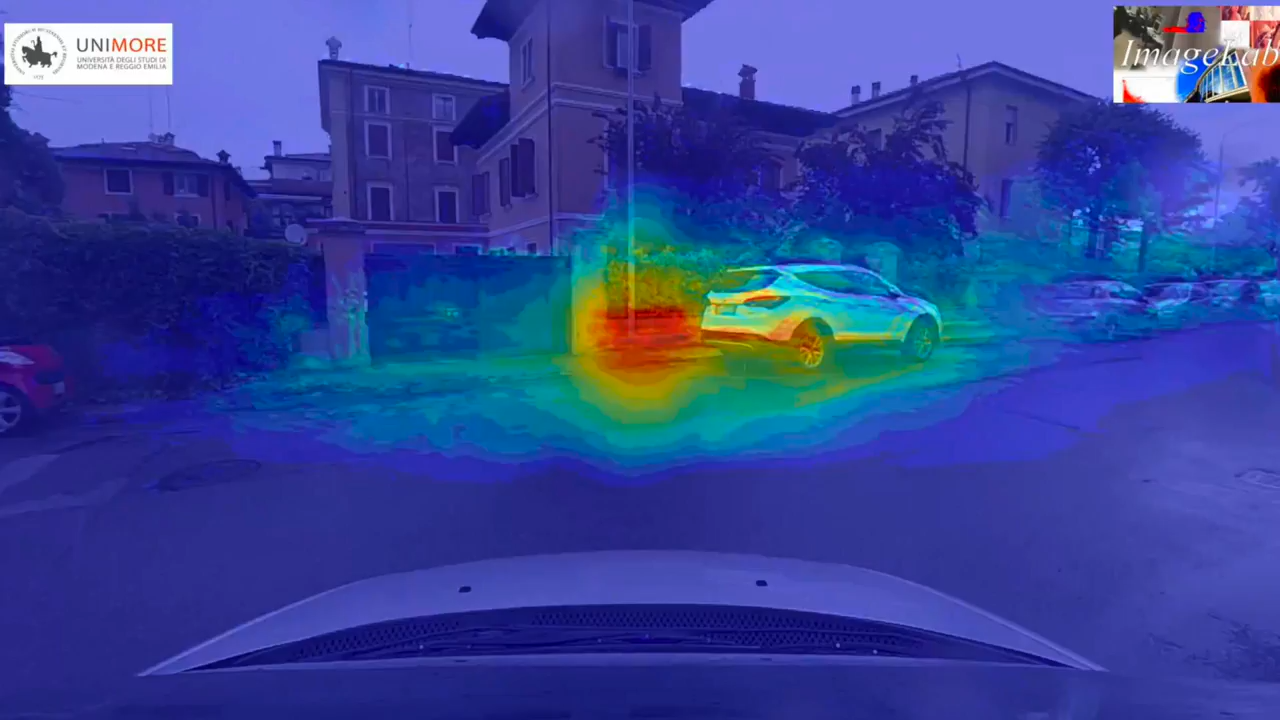 UNIMORE
UNIVERSITÀ DEGLI STUDI DI
MODENA E REGGIO EMILIA
ImageLab